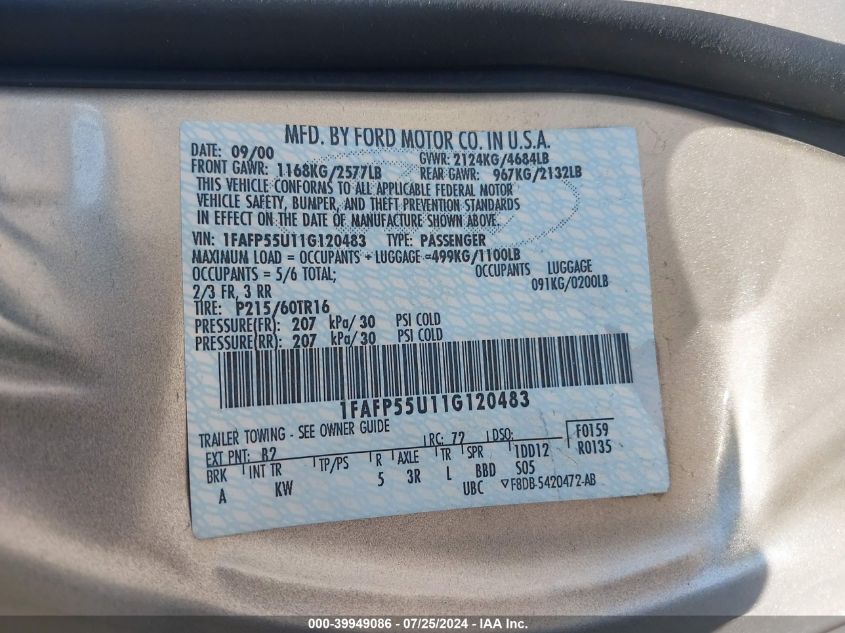 MFD. BY FORD MOTOR CO. IN U.S.A.
DATE: 09/00 GVWR: 2124KG/4684LB
FRONT GAWR: 1168KG/2577LB REAR GAWR: 967KG/2132LB
THIS VEHICLE CONFORMS TO ALL APPLICABLE FEDERAL MOTOR
VEHICLE SAFETY, BUMPER, AND THEFT PREVENTION STANDARDS
IN EFFECT ON THE DATE OF MANUFACTURE SHOWN ABOVE.
VIN: 1FAFP55U11G120483 TYPE: PASSENGER
MAXIMUM LOAD = OCCUPANTS + LUGGAGE =499KG/1100LB
OCCUPANTS = 5/6 TOTAL; OCCUPANTS LUGGAGE
2/3 FR, 3 RR 091KG/0200LB
TIRE: P215/60TR16
PRESSURE(FR): 207 kPa/30 PSI COLD
PRESSURE(RR): 207 kPa/30 PSI COLD
1FAFP55U11G120483
TRAILER TOWING - SEE OWNER GUIDE
EXT PNT: B2 RC: 72 DSO: F0159
BRK INT TR TP/PS R AXLE TR SPR 1DD12 R0135
A KW 5 3R L BBD S05
UBC ▽F8DB-5420472-AB
000-39949086 - 07/25/2024 - IAA Inc.